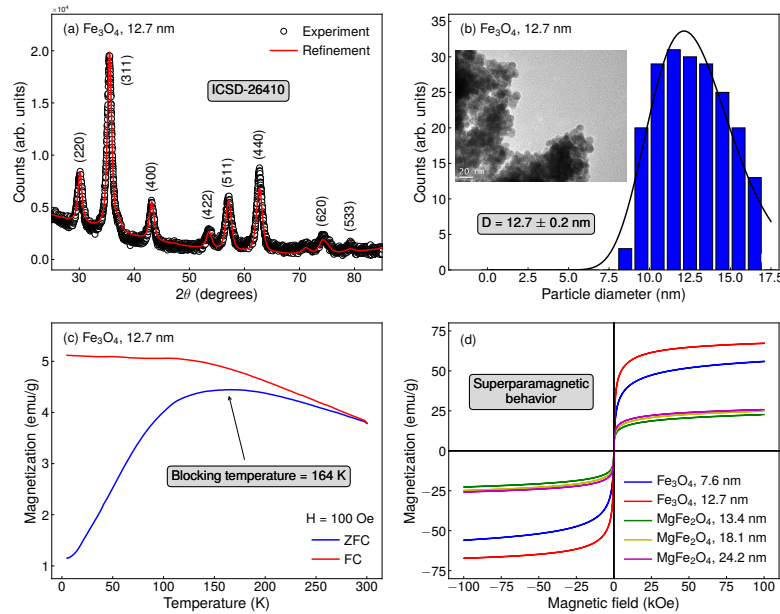 1e4
(a) Fe₃O₄, 12.7 nm
Experiment
Refinement
ICSD-26410
(220)
(311)
(400)
(422)
(511)
(440)
(620)
(533)
2.0
1.5
1.0
0.5
0.0
30
40
50
60
70
80
Counts (arb. units)
2θ (degrees)
(b) Fe₃O₄, 12.7 nm
20 nm
D = 12.7 ± 0.2 nm
35
30
25
20
15
10
5
0
0.0
2.5
5.0
7.5
10.0
12.5
15.0
17.5
Counts (arb. units)
Particle diameter (nm)
(c) Fe₃O₄, 12.7 nm
Blocking temperature = 164 K
H = 100 Oe
ZFC
FC
5
4
3
2
1
0
50
100
150
200
250
300
Magnetization (emu/g)
Temperature (K)
(d)
Superparamagnetic
behavior
Fe₃O₄, 7.6 nm
Fe₃O₄, 12.7 nm
MgFe₂O₄, 13.4 nm
MgFe₂O₄, 18.1 nm
MgFe₂O₄, 24.2 nm
75
50
25
0
−25
−50
−75
−100
−75
−50
−25
0
25
50
75
100
Magnetization (emu/g)
Magnetic field (kOe)